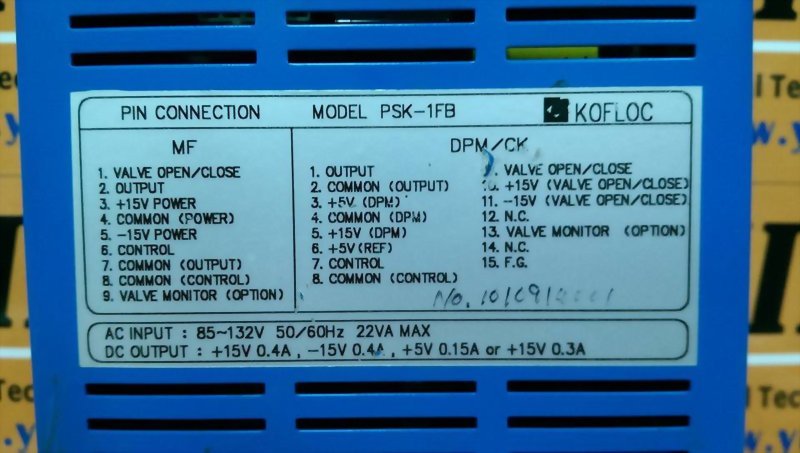 PIN CONNECTION MODEL PSK-1FB KOFLOC
MF
1. VALVE OPEN/CLOSE
2. OUTPUT
3. +15V POWER
4. COMMON (POWER)
5. -15V POWER
6. CONTROL
7. COMMON (OUTPUT)
8. COMMON (CONTROL)
9. VALVE MONITOR (OPTION)
DPM/CK
1. OUTPUT
2. COMMON (OUTPUT)
3. +5V (DPM)
4. COMMON (DPM)
5. +15V (DPM)
6. +5V(REF)
7. CONTROL
8. COMMON (CONTROL)
VALVE OPEN/CLOSE
10. +15V (VALVE OPEN/CLOSE)
11. -15V (VALVE OPEN/CLOSE)
12. N.C.
13. VALVE MONITOR (OPTION)
14. N.C.
15. F.G.
No.
AC INPUT : 85~132V 50/60Hz 22VA MAX
DC OUTPUT : +15V 0.4A , -15V 0.4A , +5V 0.15A or +15V 0.3A